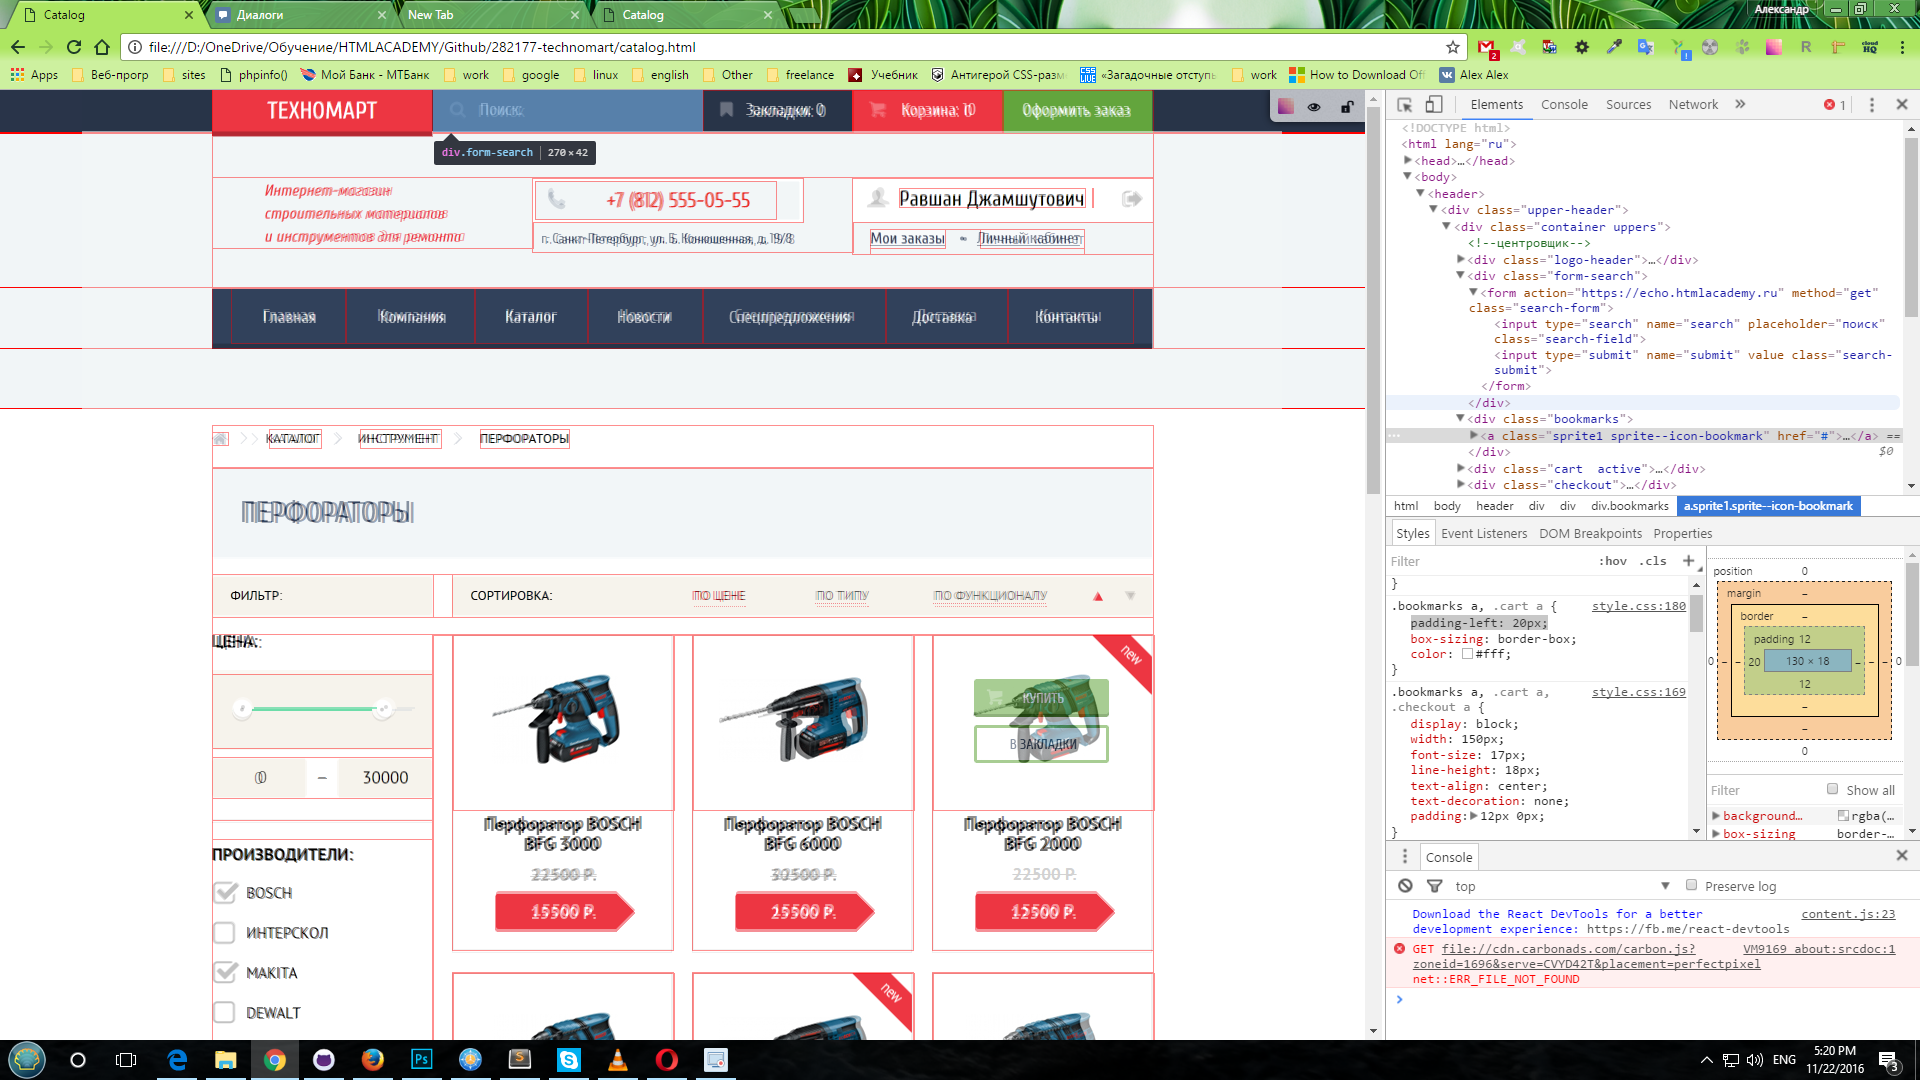 Catalog
Диалоги
New Tab
Catalog
Александр
file:///D:/OneDrive/Обучение/HTMLACADEMY/Github/282177-technomart/catalog.html
Apps
Веб-прогр
sites
phpinfo()
Мой Банк - МТБанк
work
google
linux
english
Other
freelance
Учебник
Антигерой CSS-разм
«Загадочные отступь
work
How to Download Of
Alex Alex
ТЕХНОМАРТ
Поиск:
Закладки: 0
Корзина: 10
Оформить заказ
div.form-search | 270×42
Интернет-магазин
строительных материалов
и инструментов для ремонта
+7 (812) 555-05-55
г. Санкт-Петербург, ул. Б. Конюшенная, д. 19/8
Равшан Джамшутович
Мои заказы
Личный кабинет
Главная
Компания
Каталог
Новости
Спецпредложения
Доставка
Контакты
КАТАЛОГ
ИНСТРУМЕНТ
ПЕРФОРАТОРЫ
ПЕРФОРАТОРЫ
ФИЛЬТР:
СОРТИРОВКА:
ПО ЦЕНЕ
ПО ТИПУ
ПО ФУНКЦИОНАЛУ
ЦЕНА:
0
–
30000
new
КУПИТЬ
В ЗАКЛАДКИ
Перфоратор BOSCH
BFG 3000
22500 Р.
15500 Р.
Перфоратор BOSCH
BFG 6000
30500 Р.
Перфоратор BOSCH
BFG 2000
22500 Р.
ПРОИЗВОДИТЕЛИ:
BOSCH
ИНТЕРСКОЛ
MAKITA
DEWALT
new
Elements
Console
Sources
Network
1
<!DOCTYPE html>
<html lang="ru">
<head>…</head>
<body>
<header>
<div class="upper-header">
<div class="container uppers">
<!--центровщик-->
<div class="logo-header">…</div>
<div class="form-search">
<form action="https://echo.htmlacademy.ru" method="get"
class="search-form">
<input type="search" name="search" placeholder="поиск"
class="search-field">
<input type="submit" name="submit" value class="search-
submit">
</form>
</div>
<div class="bookmarks">
<a class="sprite1 sprite--icon-bookmark" href="#">…</a> ==
$0
</div>
<div class="cart  active">…</div>
<div class="checkout">…</div>
html
body
header
div
div
div.bookmarks
a.sprite1.sprite--icon-bookmark
Styles
Event Listeners
DOM Breakpoints
Properties
Filter
:hov
.cls
}
.bookmarks a, .cart a {
style.css:180
padding-left: 20px;
box-sizing: border-box;
color: #fff;
}
.bookmarks a, .cart a,
style.css:169
.checkout a {
display: block;
width: 150px;
font-size: 17px;
line-height: 18px;
text-align: center;
text-decoration: none;
padding: 12px 0px;
}
position
0
margin
–
border
–
padding 12
0
–
–
20
130 × 18
–
–
–
0
12
–
–
0
Filter
Show all
background…
rgba(…
box-sizing
border-…
Console
top
Preserve log
Download the React DevTools for a better
development experience: https://fb.me/react-devtools
content.js:23
GET file://cdn.carbonads.com/carbon.js?
zoneid=1696&serve=CVYD42T&placement=perfectpixel
net::ERR_FILE_NOT_FOUND
VM9169 about:srcdoc:1
ENG
5:20 PM
11/22/2016
3